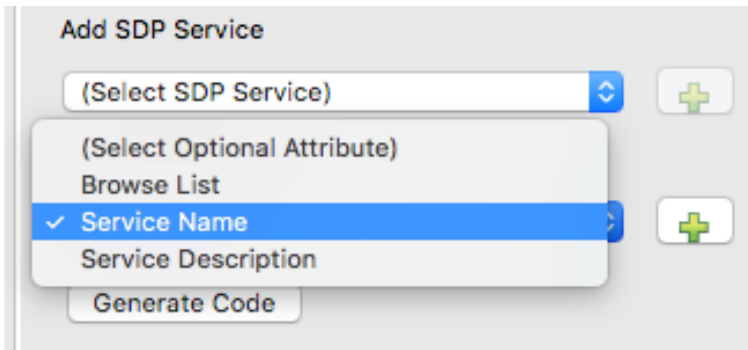 Add SDP Service
(Select SDP Service)
(Select Optional Attribute)
Browse List
Service Name
Service Description
Generate Code